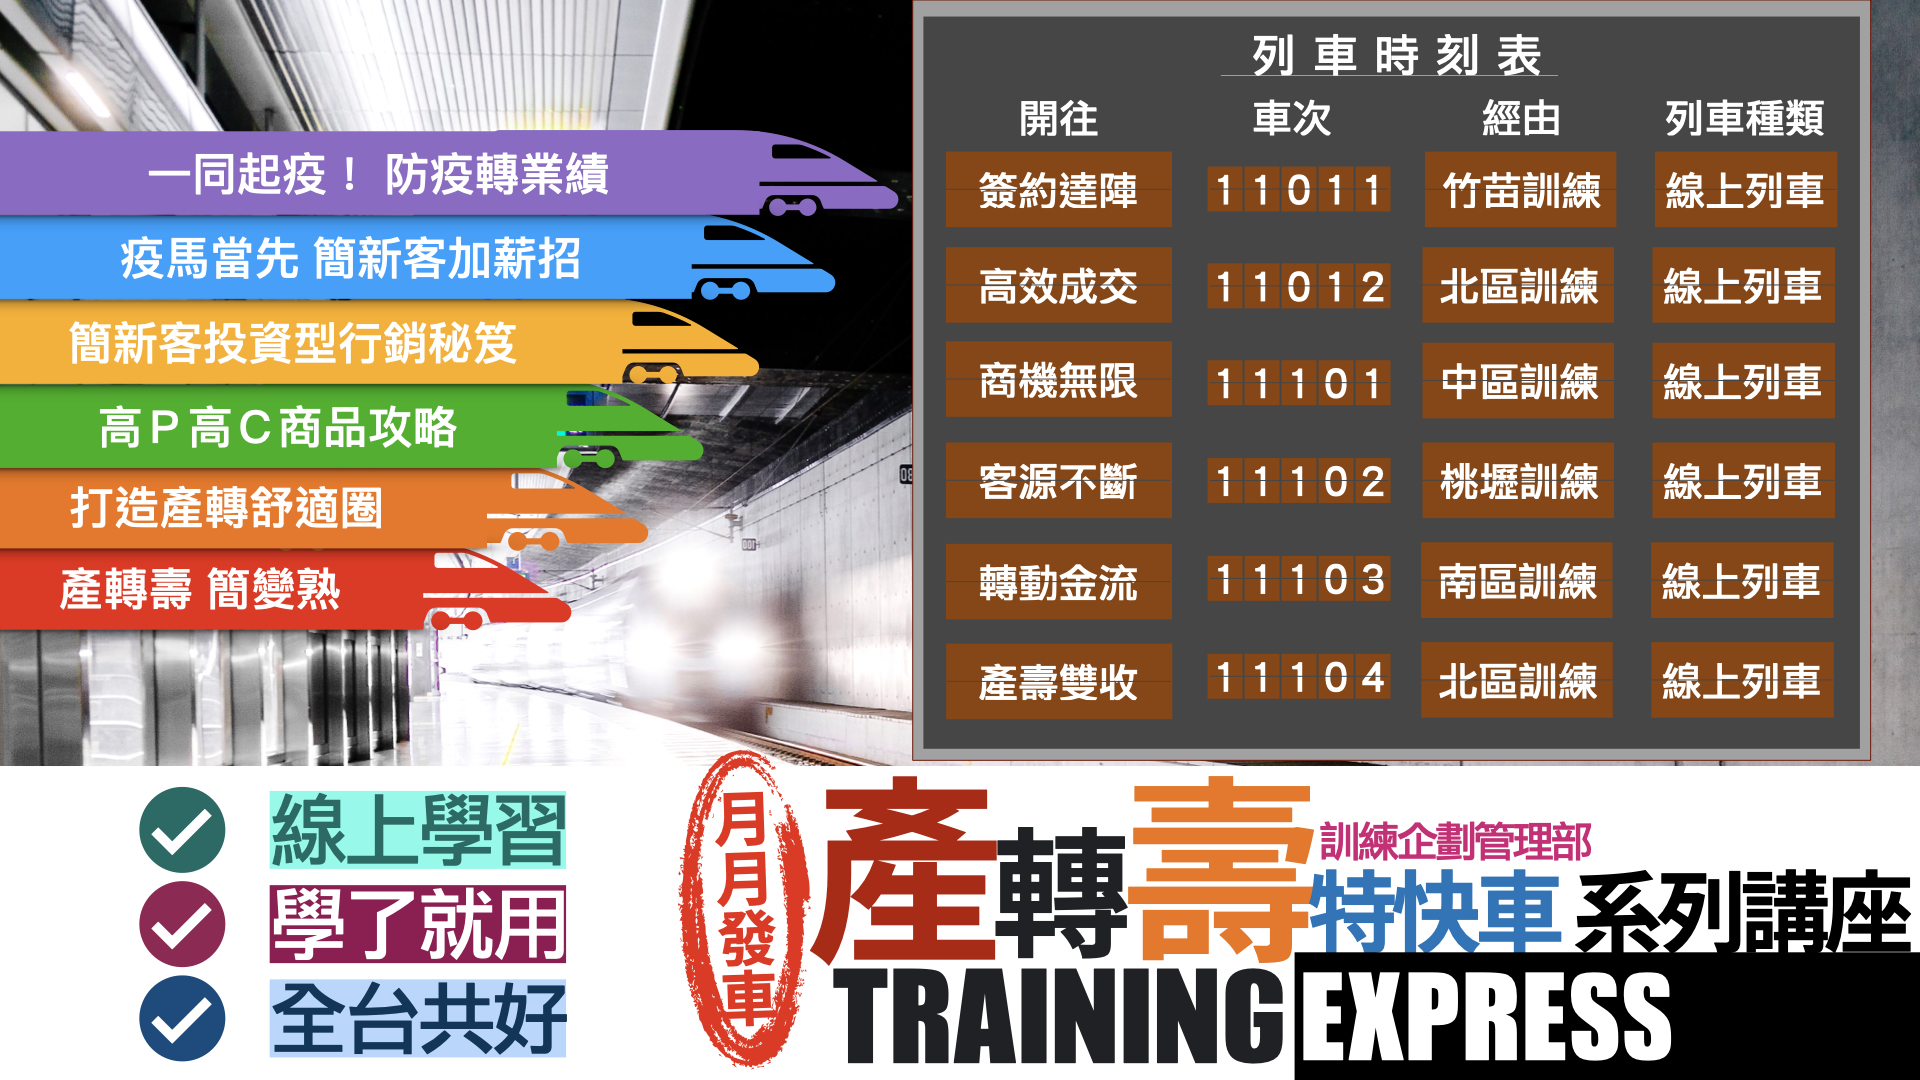 一同起疫！ 防疫轉業績
疫馬當先 簡新客加薪招
簡新客投資型行銷秘笈
高P高C商品攻略
打造產轉舒適圈
產轉壽 簡變熟
列車時刻表
開往 車次 經由 列車種類
簽約達陣 11011 竹苗訓練 線上列車
高效成交 11012 北區訓練 線上列車
商機無限 11101 中區訓練 線上列車
客源不斷 11102 桃壢訓練 線上列車
轉動金流 11103 南區訓練 線上列車
產壽雙收 11104 北區訓練 線上列車
線上學習
學了就用
全台共好
月月發車
產轉壽
訓練企劃管理部
特快車 系列講座
TRAINING EXPRESS